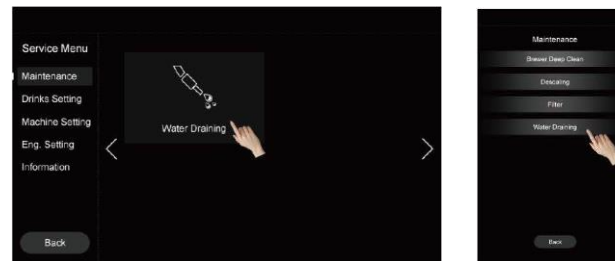 Service Menu
Maintenance
Drinks Setting
Machine Setting
Eng. Setting
Information
Back
Water Draining
Maintenance
Brewer Deep Clean
Descaling
Filter
Water Draining
Back